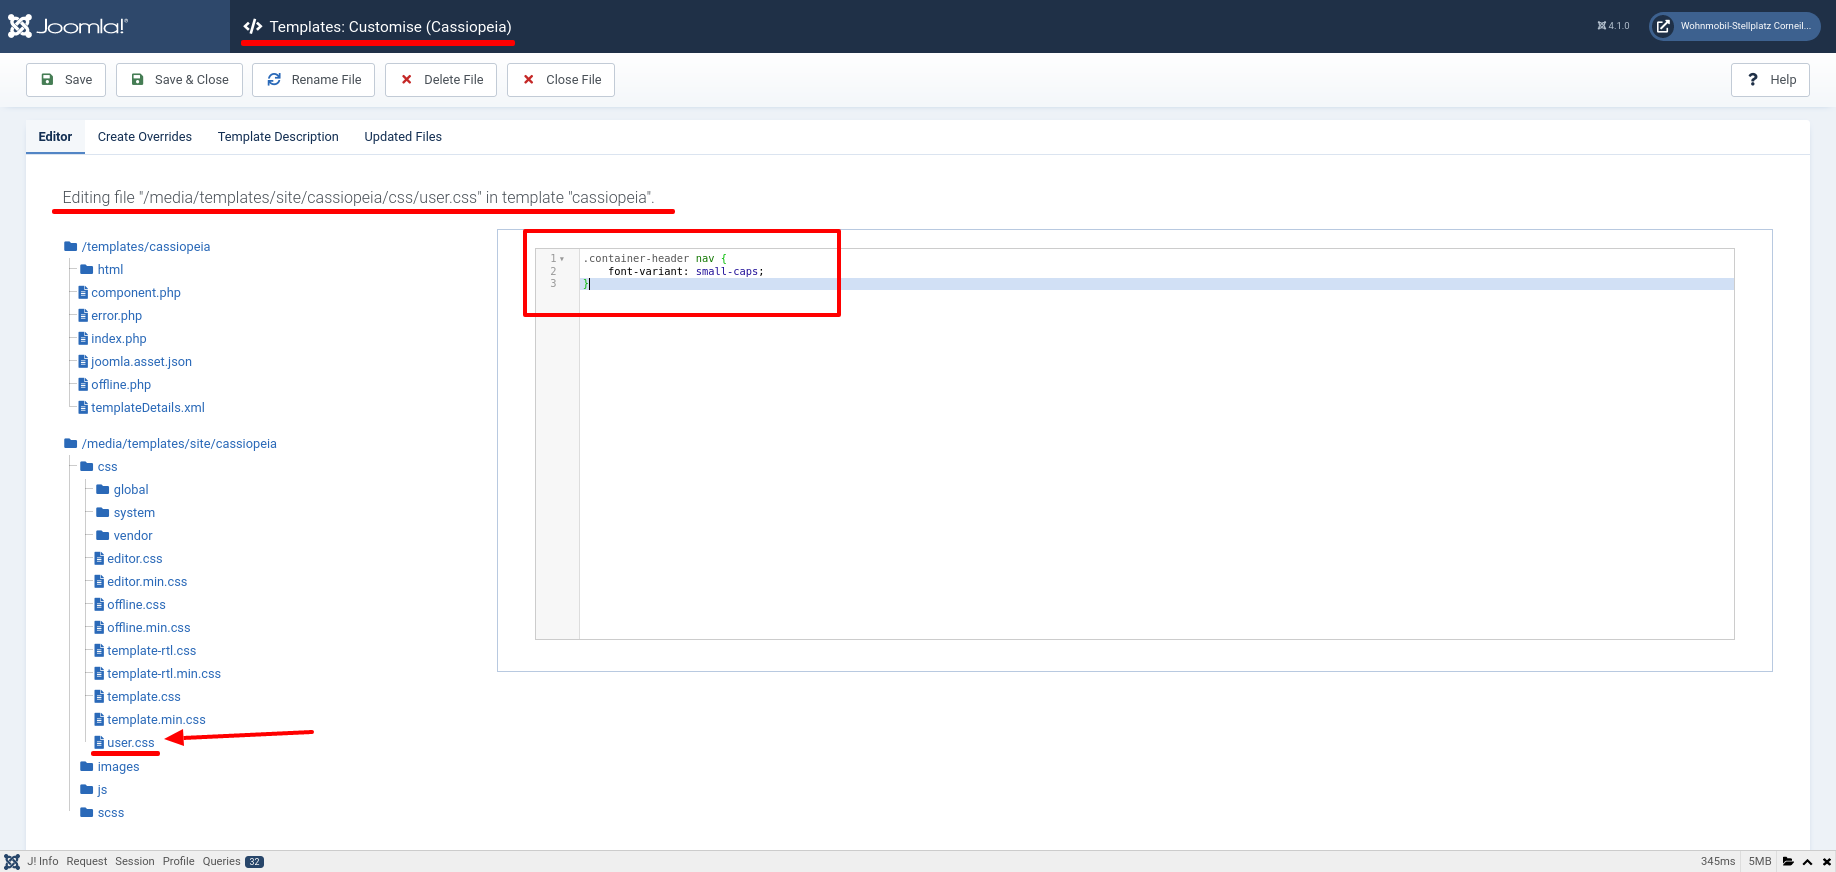 Joomla!
Templates: Customise (Cassiopeia)
4.1.0
Wohnmobil-Stellplatz Corneil...
Save
Save & Close
Rename File
Delete File
Close File
? Help
Editor
Create Overrides
Template Description
Updated Files
Editing file "/media/templates/site/cassiopeia/css/user.css" in template "cassiopeia".
/templates/cassiopeia
html
component.php
error.php
index.php
joomla.asset.json
offline.php
templateDetails.xml
/media/templates/site/cassiopeia
css
global
system
vendor
editor.css
editor.min.css
offline.css
offline.min.css
template-rtl.css
template-rtl.min.css
template.css
template.min.css
user.css
images
js
scss
1 .container-header nav {
2 font-variant: small-caps;
3 }
J! Info
Request
Session
Profile
Queries 32
345ms
5MB